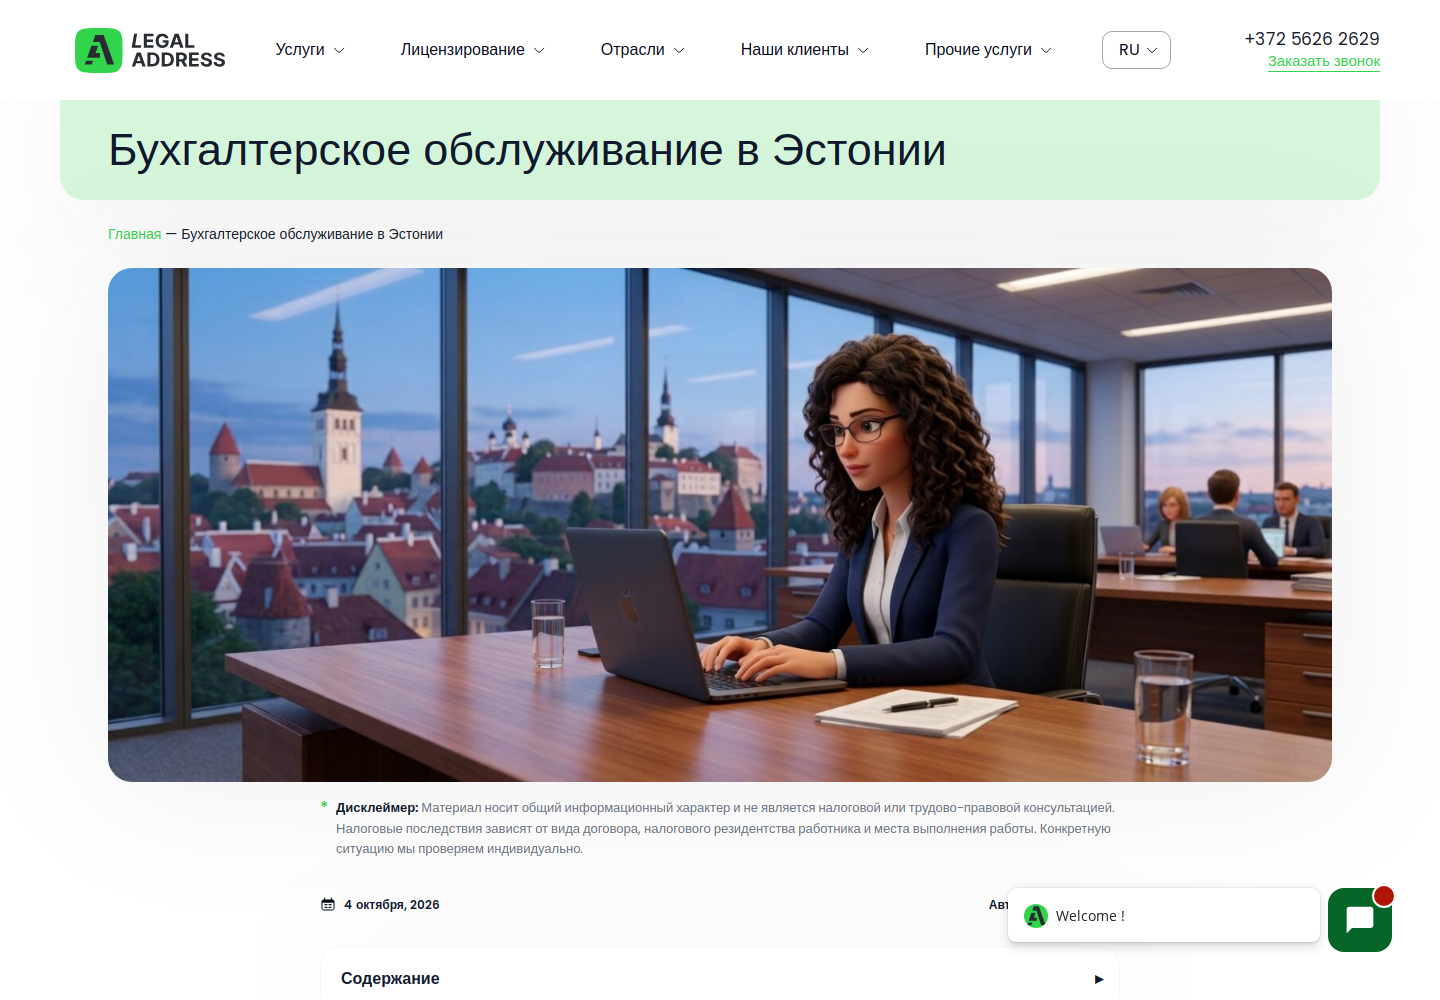 LEGAL
ADDRESS
Услуги
Лицензирование
Отрасли
Наши клиенты
Прочие услуги
RU
+372 5626 2629
Заказать звонок
Бухгалтерское обслуживание в Эстонии
Главная — Бухгалтерское обслуживание в Эстонии
* Дисклеймер: Материал носит общий информационный характер и не является налоговой или трудово-правовой консультацией.
Налоговые последствия зависят от вида договора, налогового резидентства работника и места выполнения работы. Конкретную
ситуацию мы проверяем индивидуально.
4 октября, 2026
Welcome !
Содержание